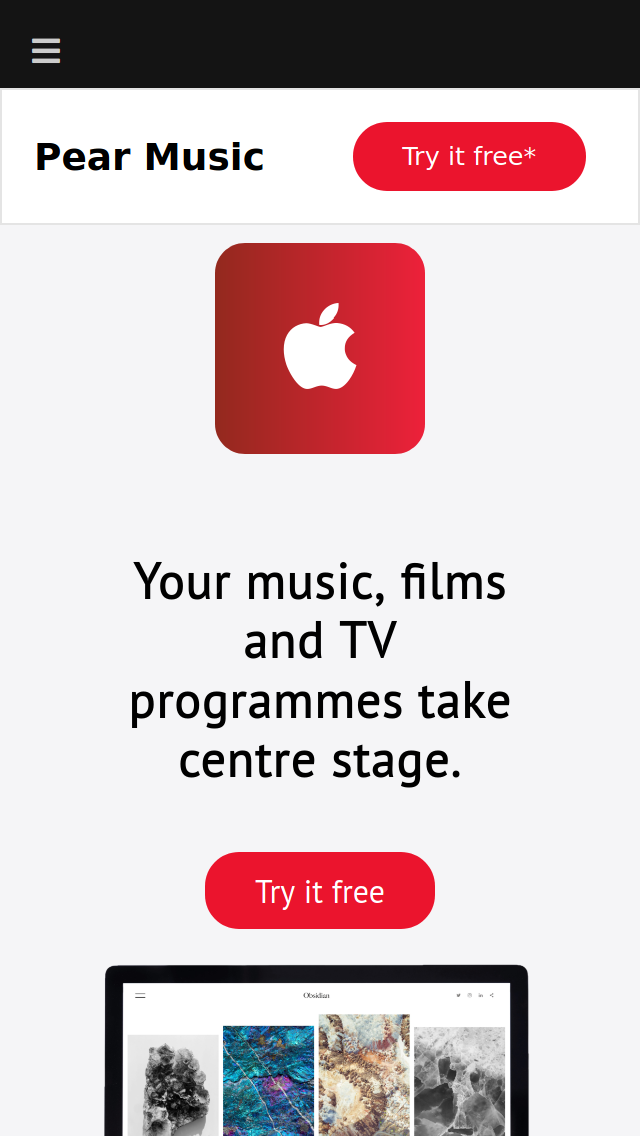 Pear Music
Try it free*
Your music, films
and TV
programmes take
centre stage.
Try it free
Obsidian